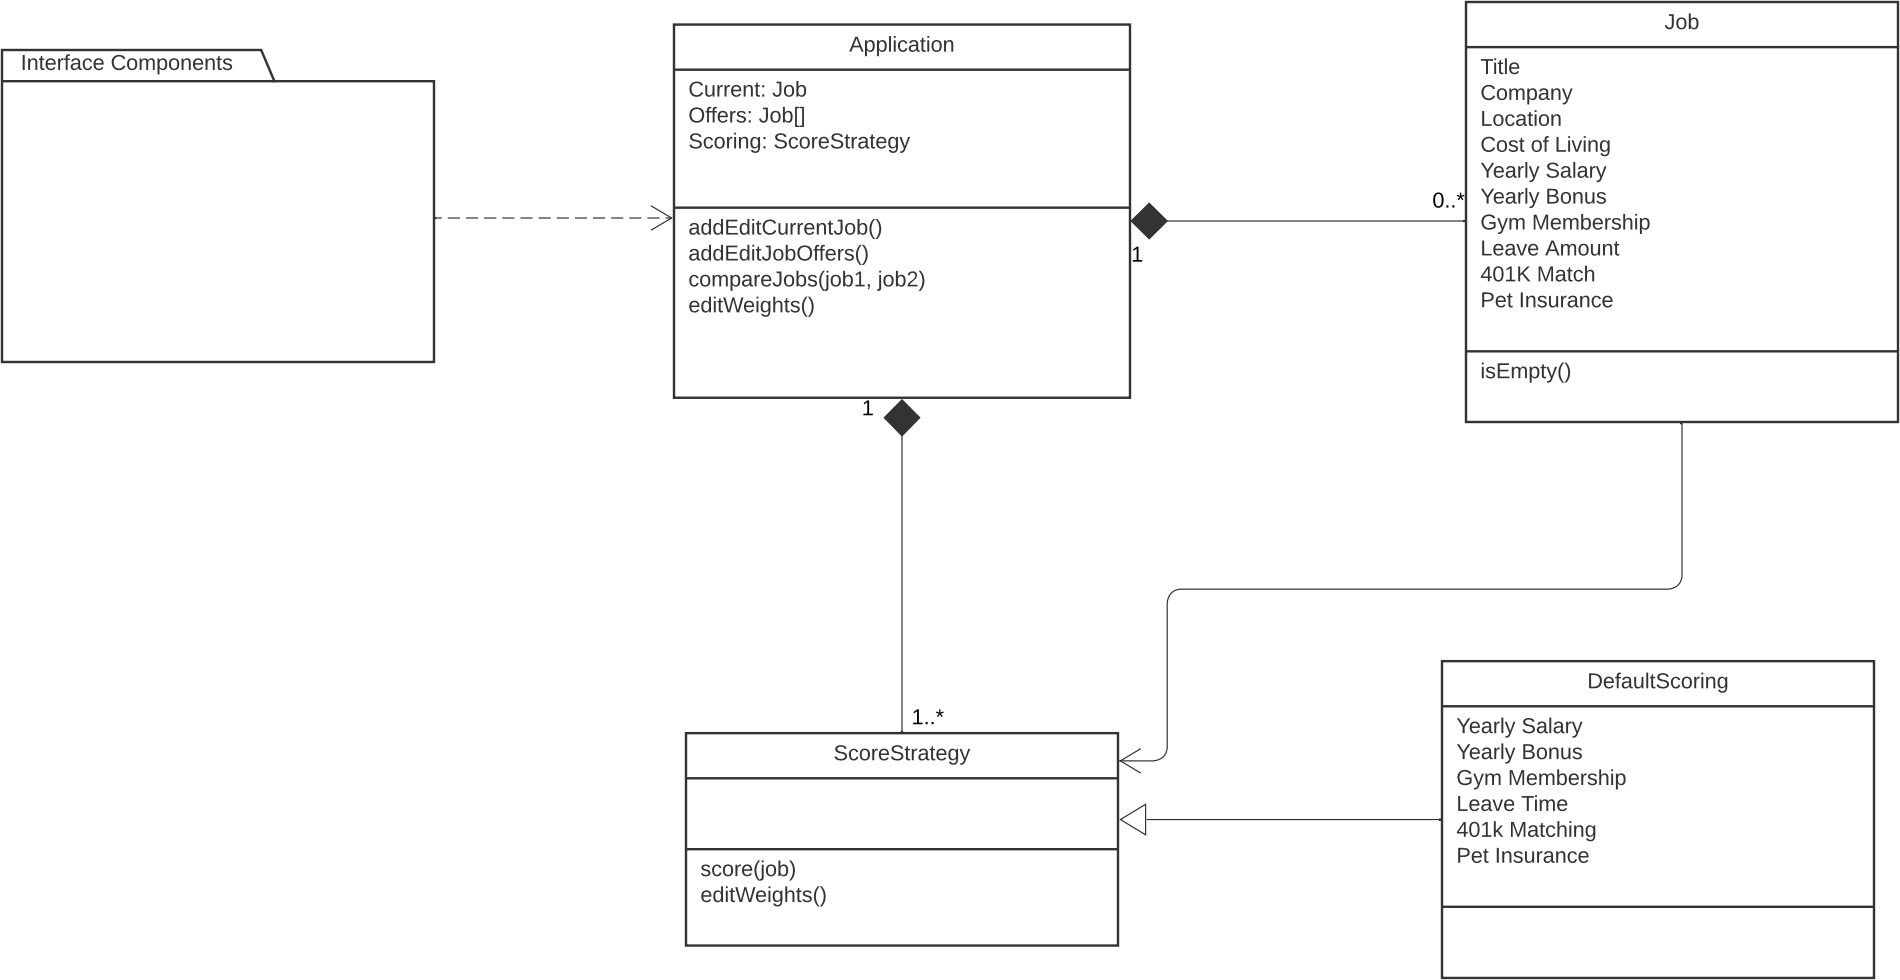 Interface Components
Application
Current: Job
Offers: Job[]
Scoring: ScoreStrategy
addEditCurrentJob()
addEditJobOffers()
compareJobs(job1, job2)
editWeights()
1
0..*
1
Job
Title
Company
Location
Cost of Living
Yearly Salary
Yearly Bonus
Gym Membership
Leave Amount
401K Match
Pet Insurance
isEmpty()
1..*
ScoreStrategy
score(job)
editWeights()
DefaultScoring
Yearly Salary
Yearly Bonus
Gym Membership
Leave Time
401k Matching
Pet Insurance